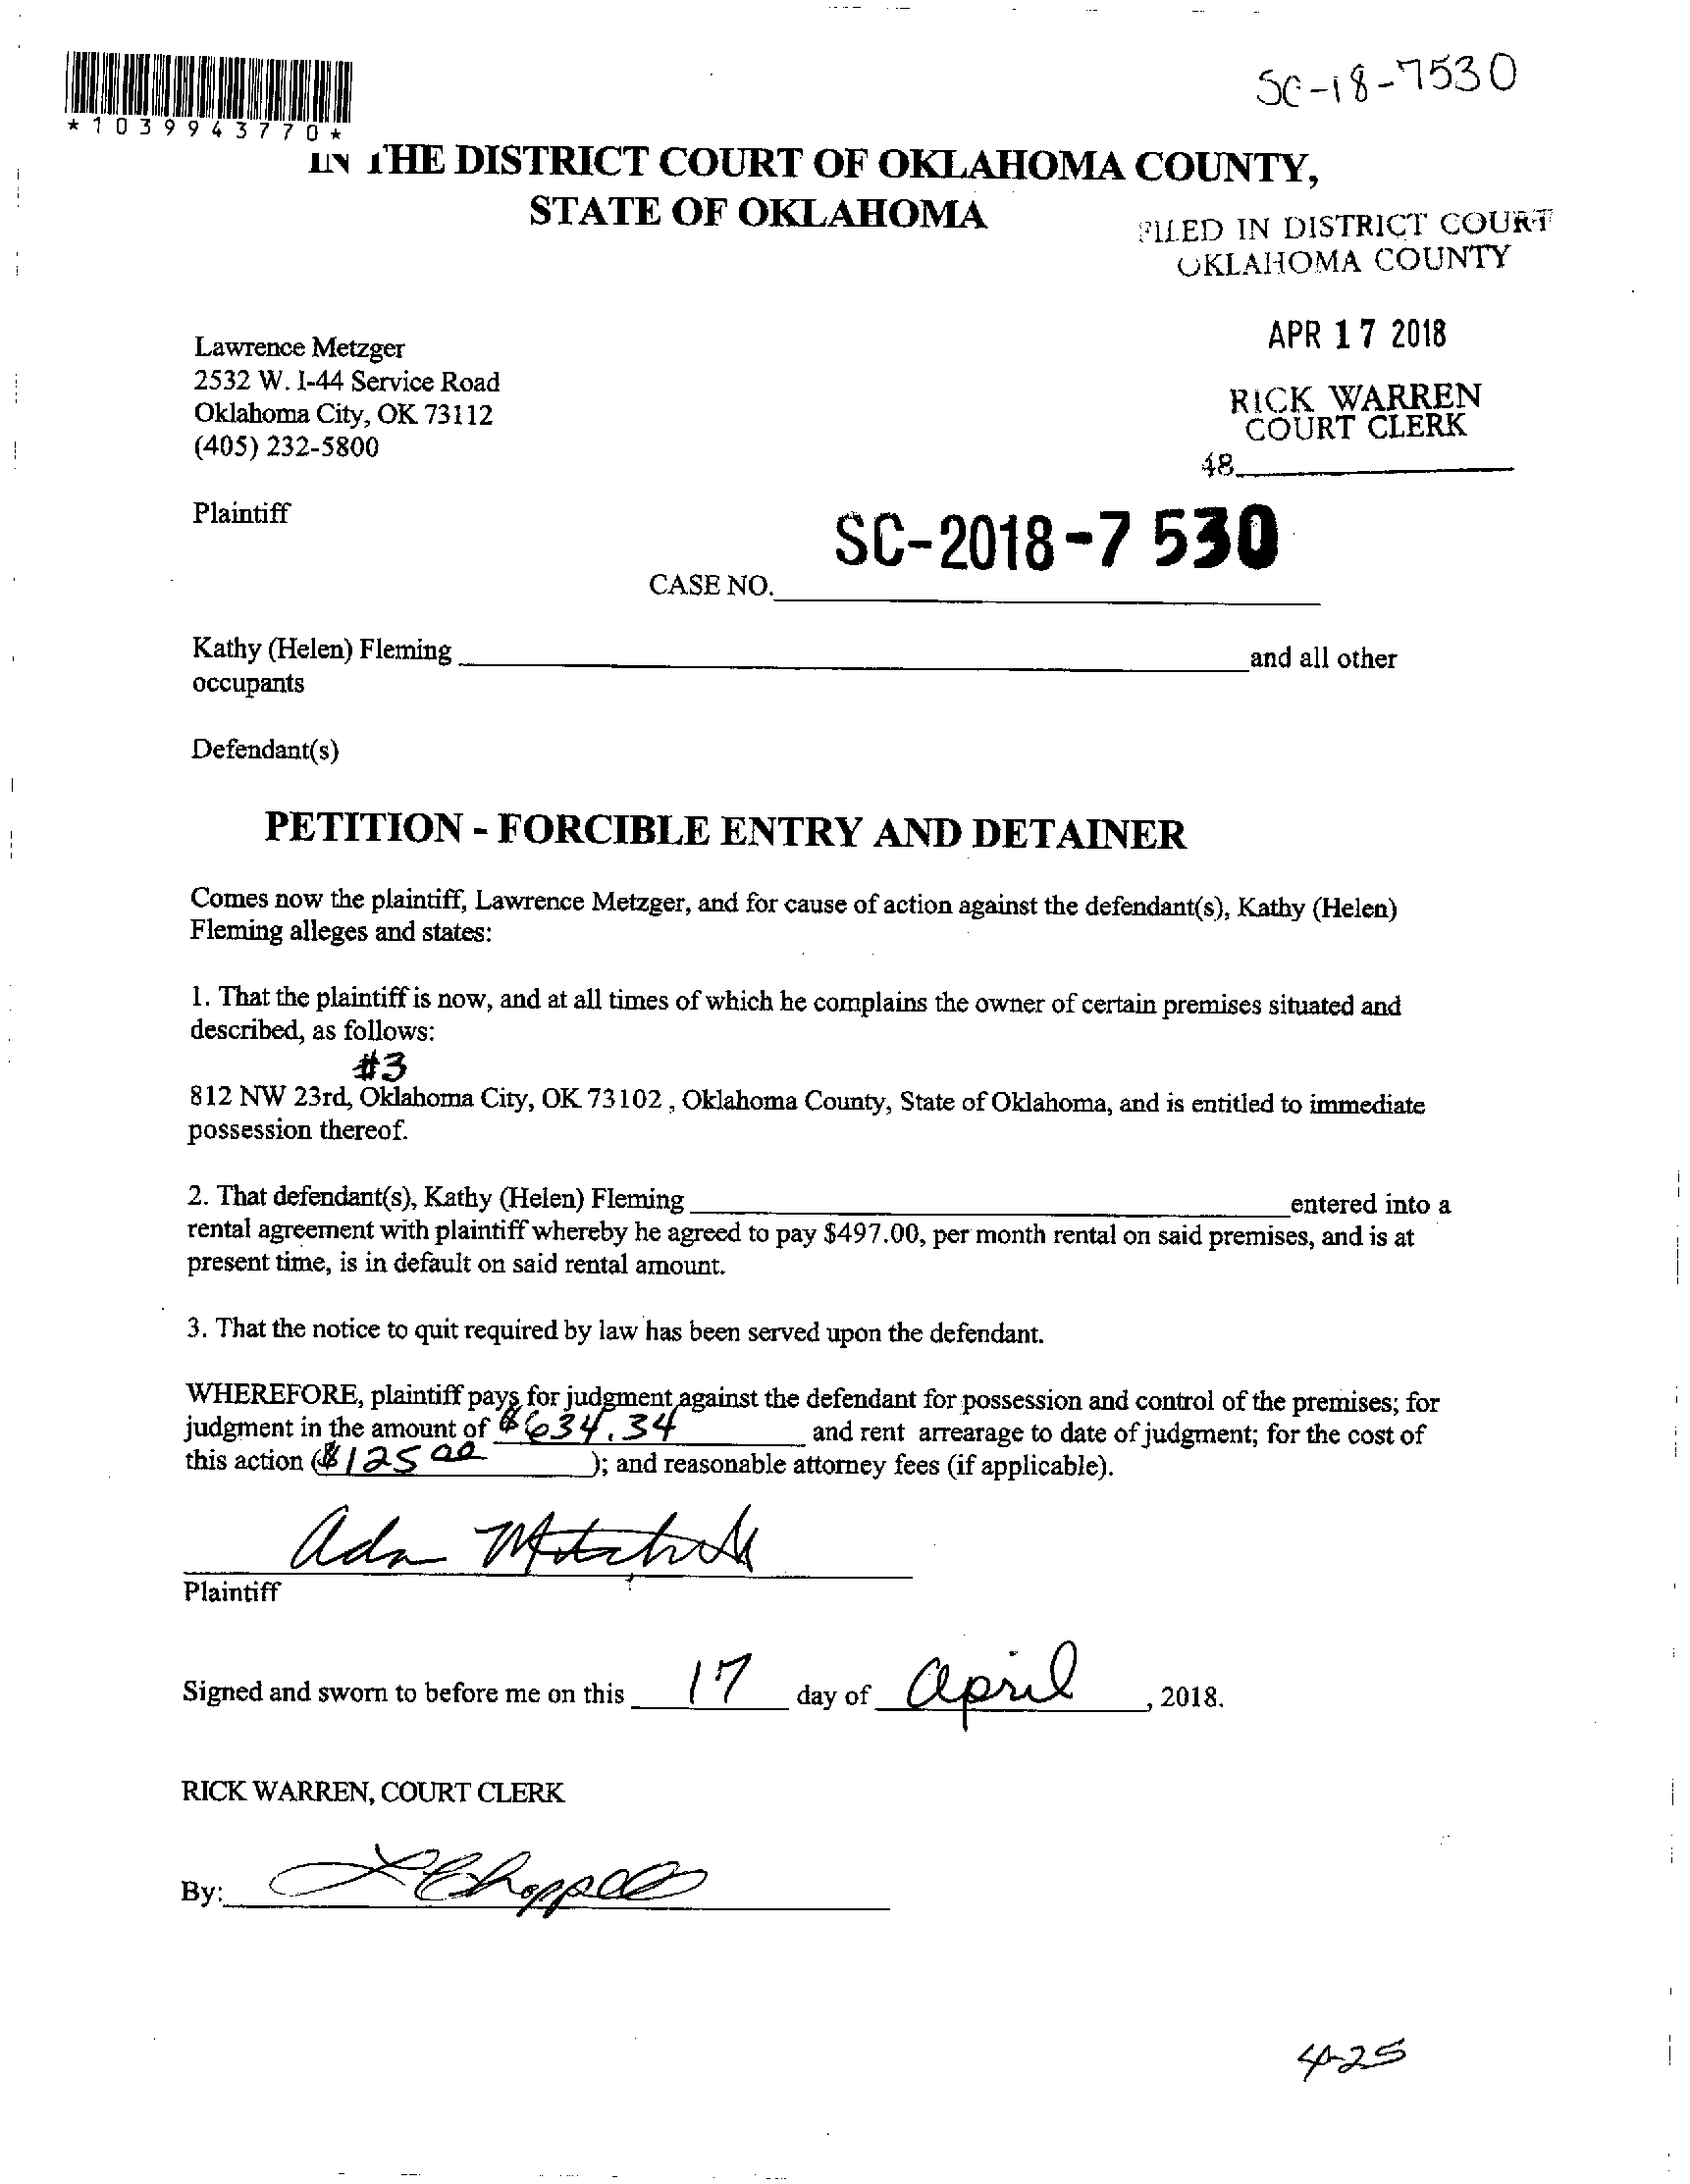 SC-18-7530
*1039943770*
IN THE DISTRICT COURT OF OKLAHOMA COUNTY,
STATE OF OKLAHOMA
FILED IN DISTRICT COURT
OKLAHOMA COUNTY
APR 17 2018
RICK WARREN
COURT CLERK
48
Lawrence Metzger
2532 W. I-44 Service Road
Oklahoma City, OK 73112
(405) 232-5800
Plaintiff
SC-2018-7530
CASE NO.
Kathy (Helen) Fleming and all other
occupants
Defendant(s)
PETITION - FORCIBLE ENTRY AND DETAINER
Comes now the plaintiff, Lawrence Metzger, and for cause of action against the defendant(s), Kathy (Helen)
Fleming alleges and states:
1. That the plaintiff is now, and at all times of which he complains the owner of certain premises situated and
described, as follows:
#3
812 NW 23rd, Oklahoma City, OK 73102 , Oklahoma County, State of Oklahoma, and is entitled to immediate
possession thereof.
2. That defendant(s), Kathy (Helen) Fleming entered into a
rental agreement with plaintiff whereby he agreed to pay $497.00, per month rental on said premises, and is at
present time, is in default on said rental amount.
3. That the notice to quit required by law has been served upon the defendant.
WHEREFORE, plaintiff pays for judgment against the defendant for possession and control of the premises; for
judgment in the amount of $634.34 and rent arrearage to date of judgment; for the cost of
this action ($125 00); and reasonable attorney fees (if applicable).
Plaintiff
Signed and sworn to before me on this 17 day of April, 2018.
RICK WARREN, COURT CLERK
By:
4-25